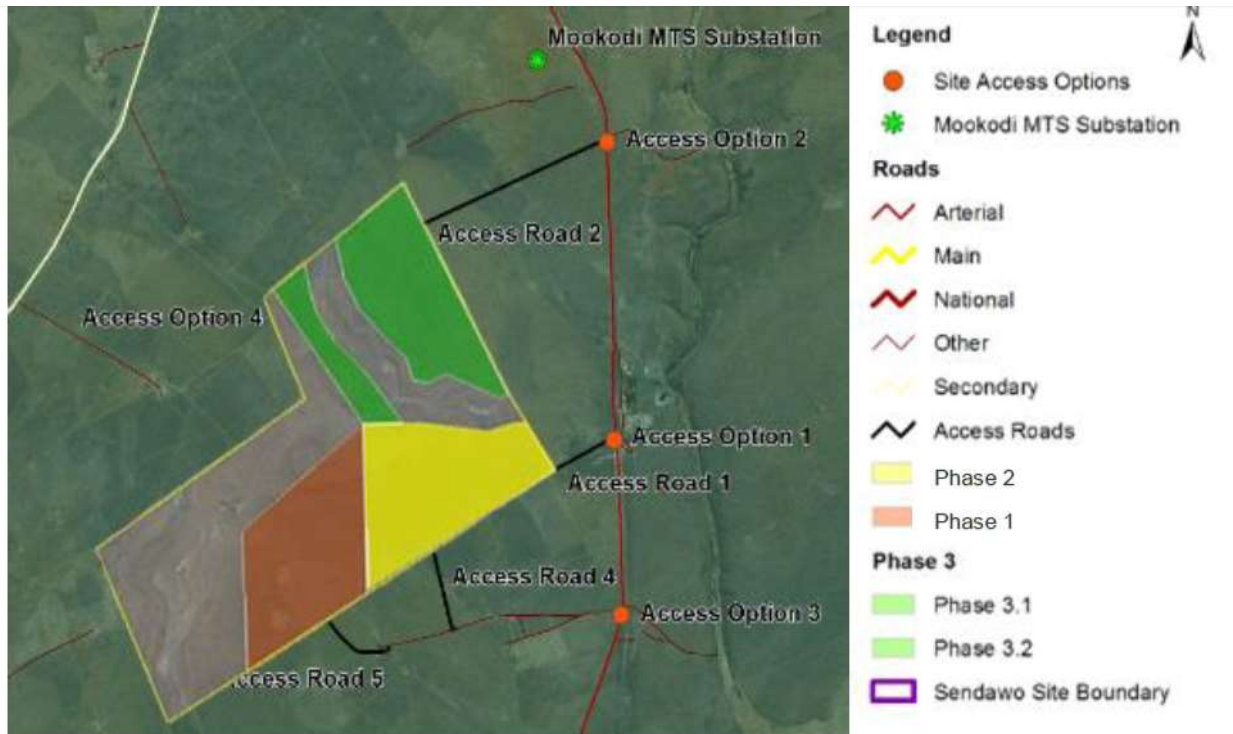 Mookodi MTS Substation
Access Option 2
Access Road 2
Access Option 4
Access Option 1
Access Road 1
Access Road 4
Access Option 3
ccess Road 5
N
Legend
Site Access Options
Mookodi MTS Substation
Roads
Arterial
Main
National
Other
Secondary
Access Roads
Phase 2
Phase 1
Phase 3
Phase 3.1
Phase 3.2
Sendawo Site Boundary